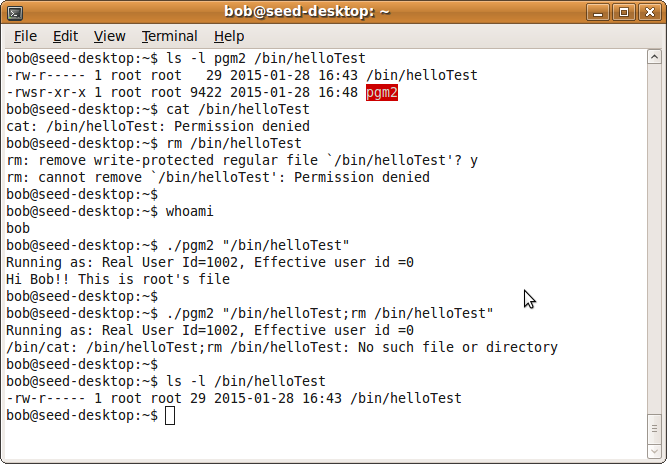 bob@seed-desktop: ~
File Edit View Terminal Help
bob@seed-desktop:~$ ls -l pgm2 /bin/helloTest
-rw-r----- 1 root root   29 2015-01-28 16:43 /bin/helloTest
-rwsr-xr-x 1 root root 9422 2015-01-28 16:48 pgm2
bob@seed-desktop:~$ cat /bin/helloTest
cat: /bin/helloTest: Permission denied
bob@seed-desktop:~$ rm /bin/helloTest
rm: remove write-protected regular file `/bin/helloTest'? y
rm: cannot remove `/bin/helloTest': Permission denied
bob@seed-desktop:~$
bob@seed-desktop:~$ whoami
bob
bob@seed-desktop:~$ ./pgm2 "/bin/helloTest"
Running as: Real User Id=1002, Effective user id =0
Hi Bob!! This is root's file
bob@seed-desktop:~$
bob@seed-desktop:~$ ./pgm2 "/bin/helloTest;rm /bin/helloTest"
Running as: Real User Id=1002, Effective user id =0
/bin/cat: /bin/helloTest;rm /bin/helloTest: No such file or directory
bob@seed-desktop:~$
bob@seed-desktop:~$ ls -l /bin/helloTest
-rw-r----- 1 root root 29 2015-01-28 16:43 /bin/helloTest
bob@seed-desktop:~$